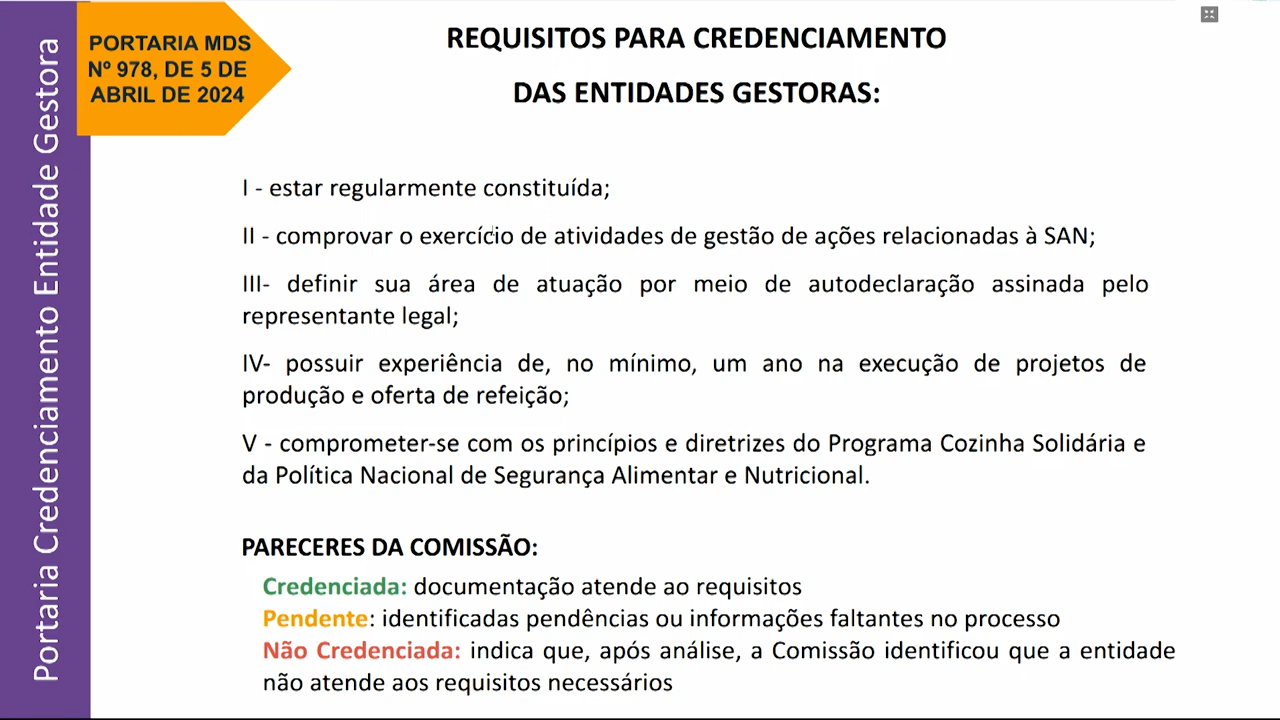 Portaria Credenciamento Entidade Gestora
PORTARIA MDS
Nº 978, DE 5 DE
ABRIL DE 2024
REQUISITOS PARA CREDENCIAMENTO
DAS ENTIDADES GESTORAS:
I - estar regularmente constituída;
II - comprovar o exercício de atividades de gestão de ações relacionadas à SAN;
III- definir sua área de atuação por meio de autodeclaração assinada pelo
representante legal;
IV- possuir experiência de, no mínimo, um ano na execução de projetos de
produção e oferta de refeição;
V - comprometer-se com os princípios e diretrizes do Programa Cozinha Solidária e
da Política Nacional de Segurança Alimentar e Nutricional.
PARECERES DA COMISSÃO:
Credenciada: documentação atende ao requisitos
Pendente: identificadas pendências ou informações faltantes no processo
Não Credenciada: indica que, após análise, a Comissão identificou que a entidade
não atende aos requisitos necessários